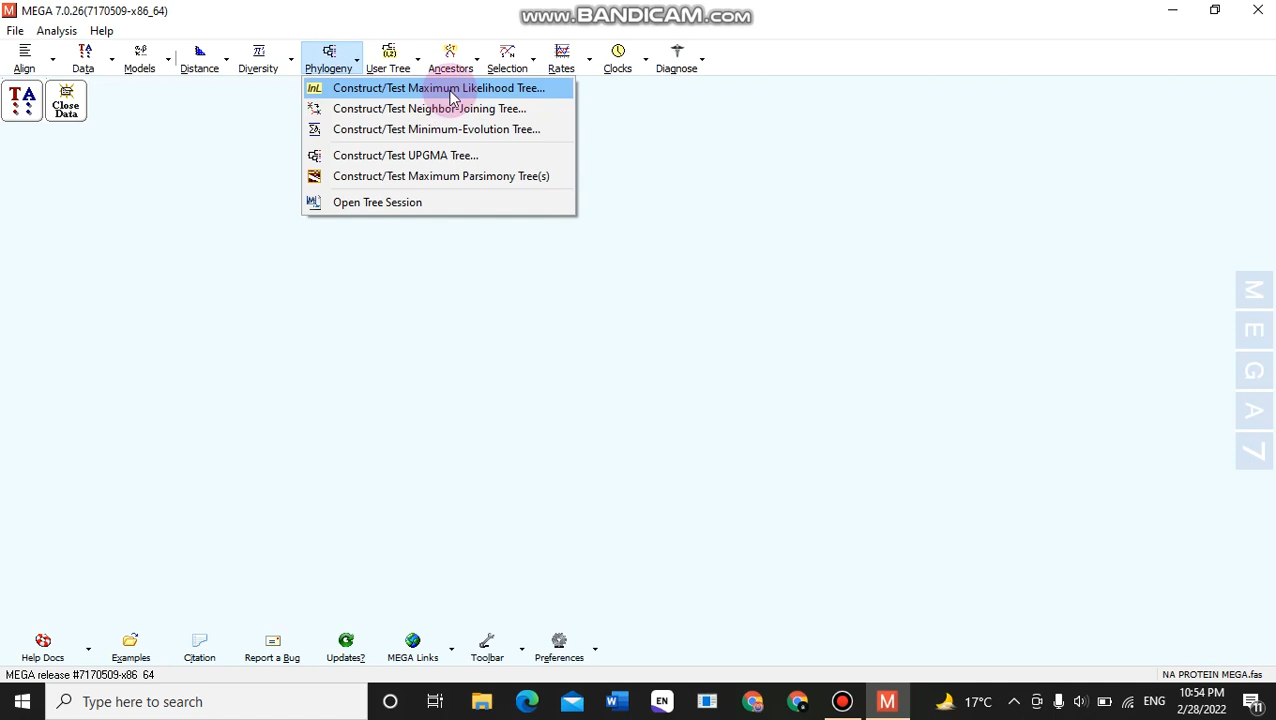 MEGA 7.0.26(7170509-x86_64)
www.BANDICAM.com
File Analysis Help
Align Data Models Distance Diversity Phylogeny User Tree Ancestors Selection Rates Clocks Diagnose
TA
Close
Data
lnL Construct/Test Maximum Likelihood Tree...
Construct/Test Neighbor-Joining Tree...
Construct/Test Minimum-Evolution Tree...
Construct/Test UPGMA Tree...
Construct/Test Maximum Parsimony Tree(s)
Open Tree Session
M
E
G
A
7
Help Docs Examples Citation Report a Bug Updates? MEGA Links Toolbar Preferences
MEGA release #7170509-x86_64 NA PROTEIN MEGA.fas
Type here to search EN M 17°C ENG 10:54 PM
2/28/2022 11